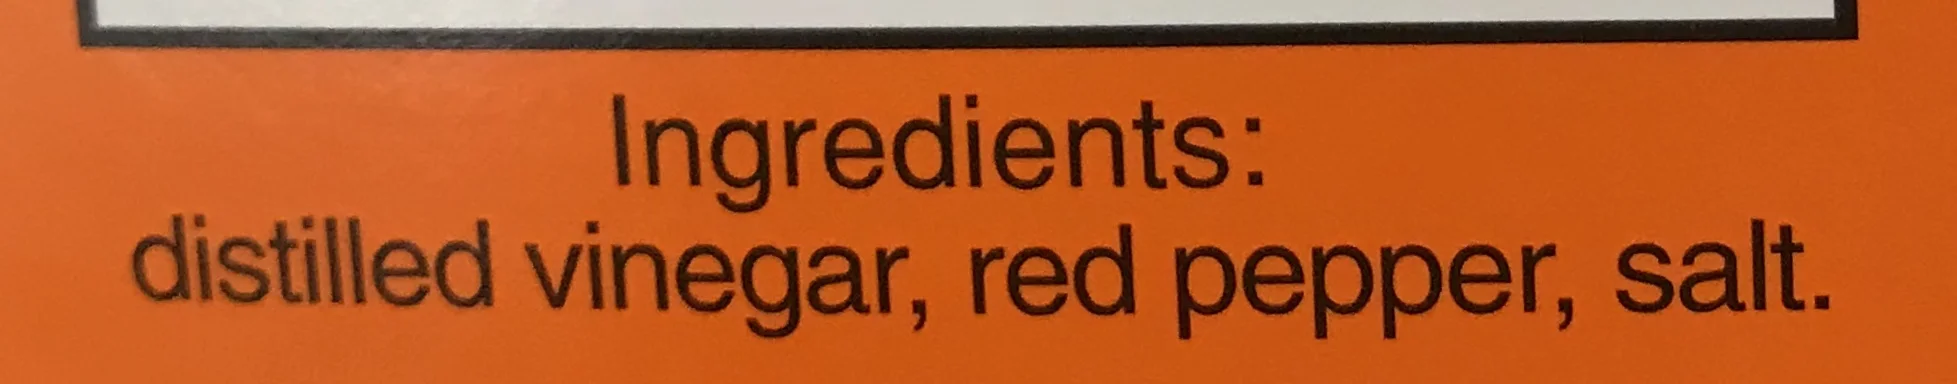 Ingredients:
distilled vinegar, red pepper, salt.